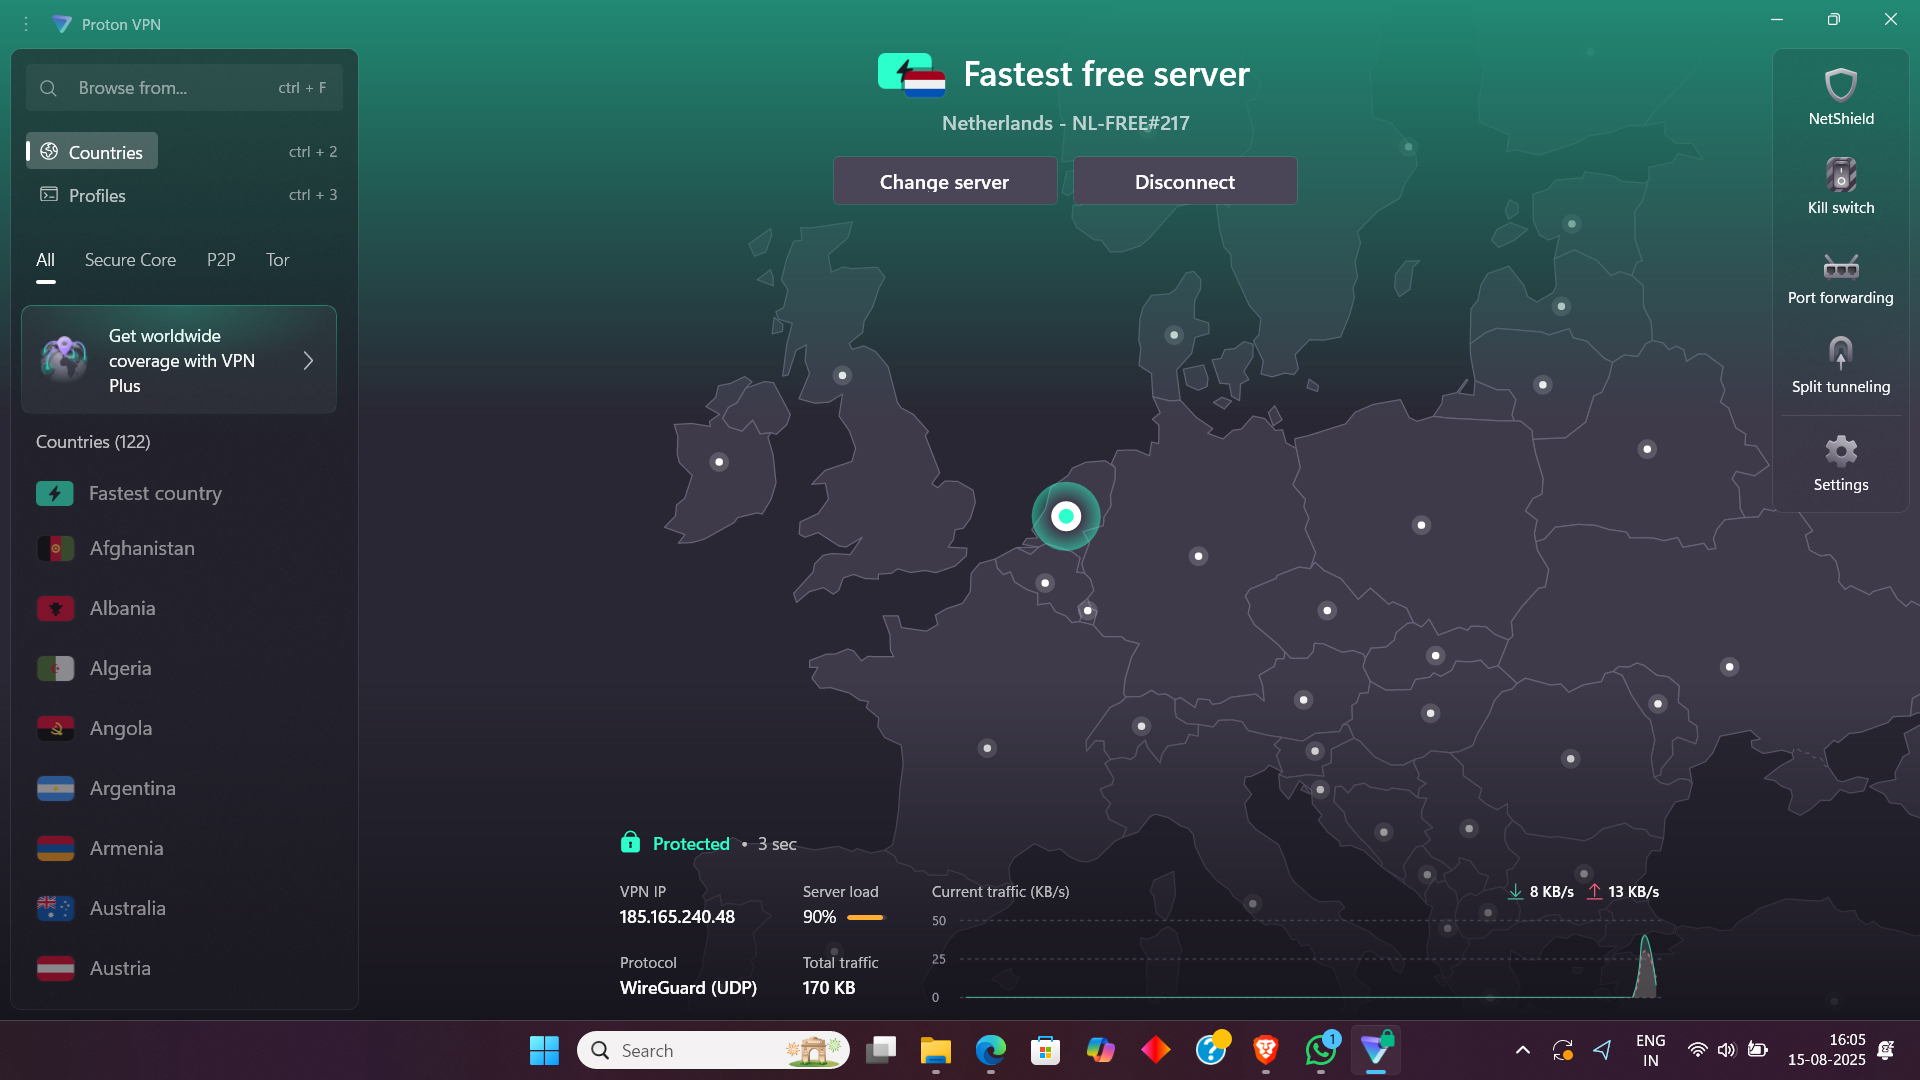 Proton VPN
Browse from...
ctrl + F
Countries
ctrl + 2
Profiles
ctrl + 3
All
Secure Core
P2P
Tor
Get worldwide
coverage with VPN
Plus
Countries (122)
Fastest country
Afghanistan
Albania
Algeria
Angola
Argentina
Armenia
Australia
Austria
Fastest free server
Netherlands - NL-FREE#217
Change server
Disconnect
NetShield
Kill switch
Port forwarding
Split tunneling
Settings
Protected • 3 sec
VPN IP
185.165.240.48
Server load
90%
Protocol
WireGuard (UDP)
Total traffic
170 KB
Current traffic (KB/s)
8 KB/s
13 KB/s
50
25
0
Search
1
ENG
IN
16:05
15-08-2025